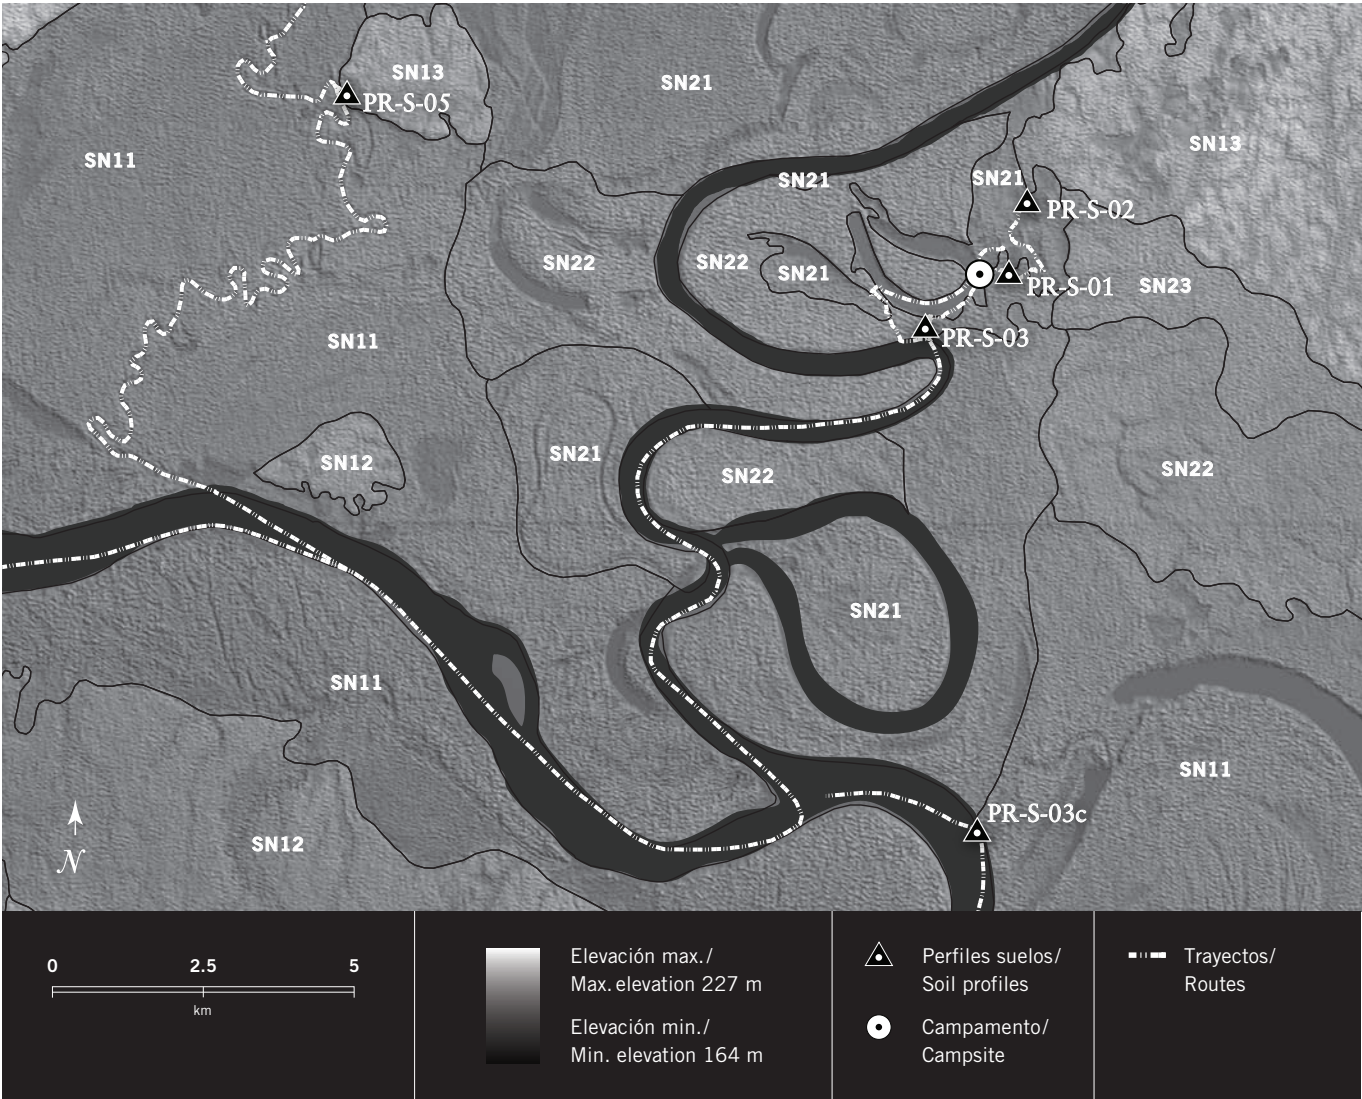 SN13
PR-S-05
SN21
SN11
SN13
SN21
SN21
PR-S-02
SN22
SN22
SN21
PR-S-01
SN23
SN11
PR-S-03
SN12
SN21
SN22
SN22
SN21
SN11
SN11
PR-S-03c
SN12
N
0 2.5 5
km
Elevación max./
Max. elevation 227 m
Elevación min./
Min. elevation 164 m
Perfiles suelos/
Soil profiles
Campamento/
Campsite
Trayectos/
Routes